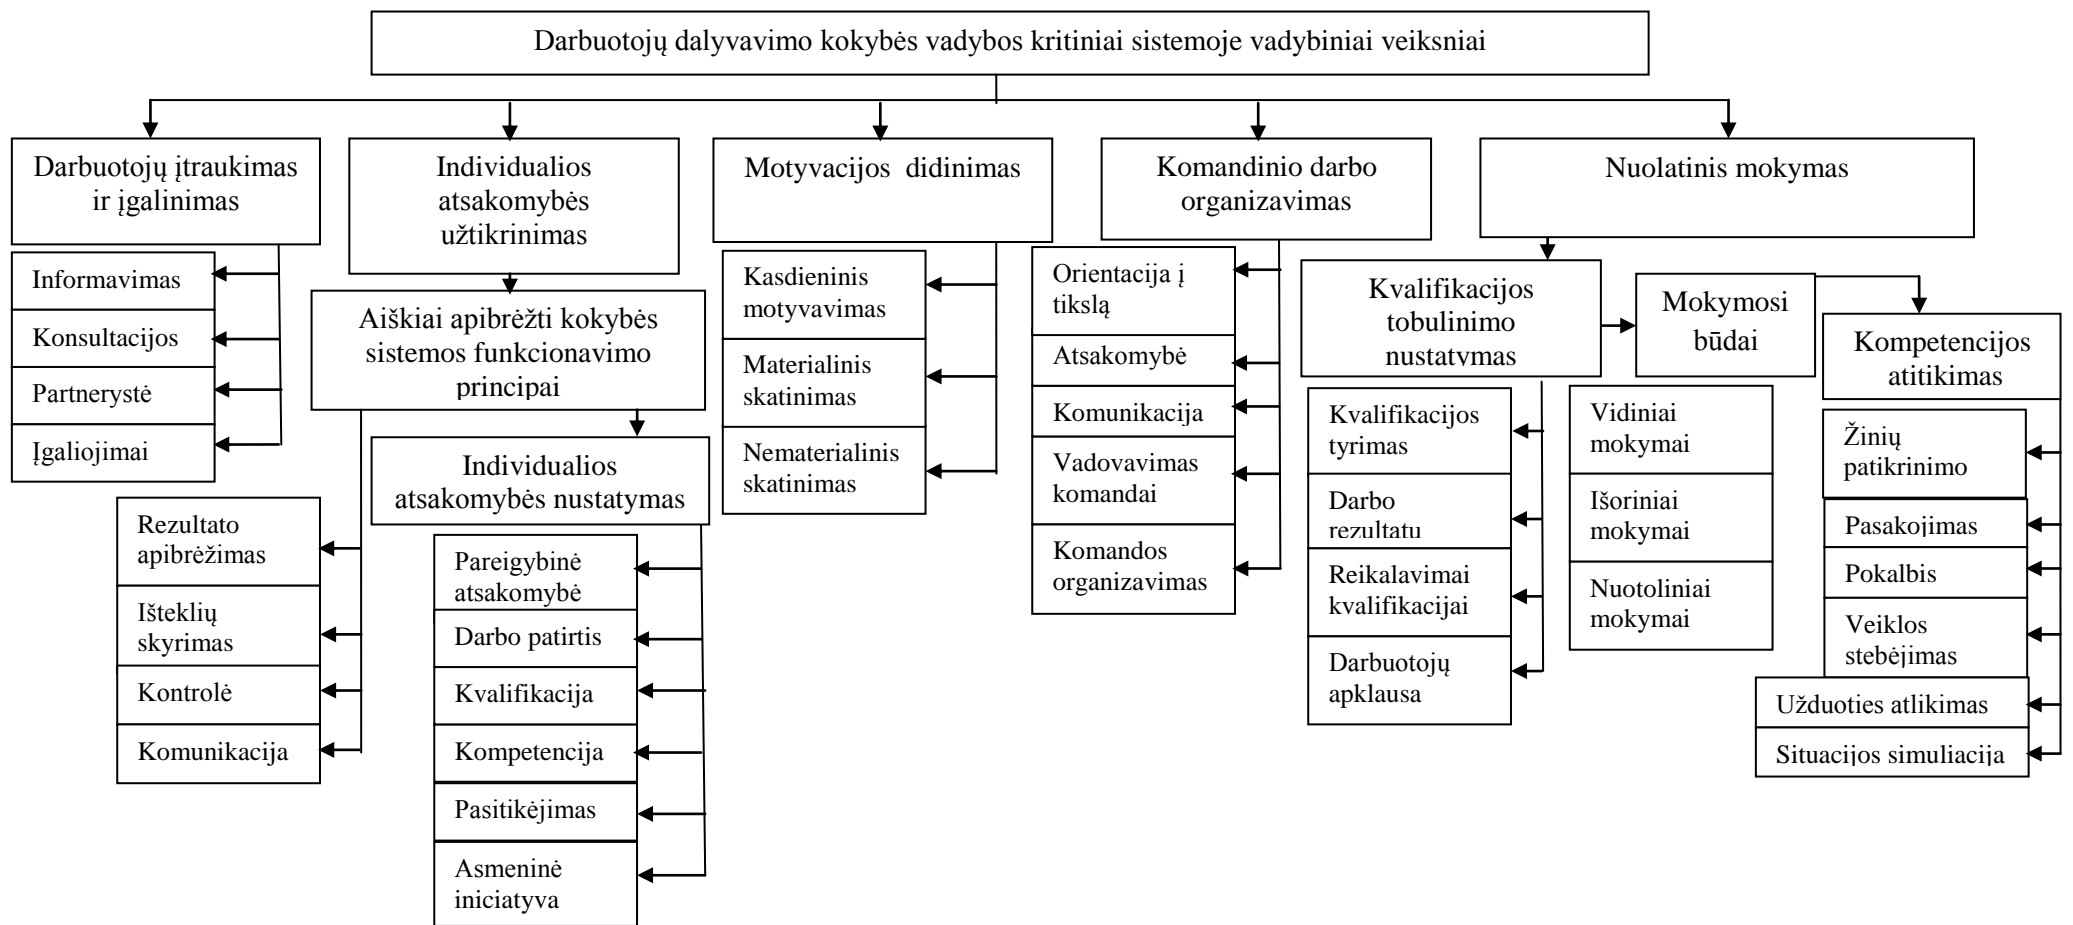 Darbuotojų dalyvavimo kokybės vadybos kritiniai sistemoje vadybiniai veiksniai
Darbuotojų įtraukimas
ir įgalinimas
Informavimas
Konsultacijos
Partnerystė
Įgaliojimai
Individualios
atsakomybės
užtikrinimas
Aiškiai apibrėžti kokybės
sistemos funkcionavimo
principai
Rezultato
apibrėžimas
Išteklių
skyrimas
Kontrolė
Komunikacija
Individualios
atsakomybės nustatymas
Pareigybinė
atsakomybė
Darbo patirtis
Kvalifikacija
Kompetencija
Pasitikėjimas
Asmeninė
iniciatyva
Motyvacijos didinimas
Kasdieninis
motyvavimas
Materialinis
skatinimas
Nematerialinis
skatinimas
Komandinio darbo
organizavimas
Orientacija į
tikslą
Atsakomybė
Komunikacija
Vadovavimas
komandai
Komandos
organizavimas
Nuolatinis mokymas
Kvalifikacijos
tobulinimo
nustatymas
Kvalifikacijos
tyrimas
Darbo
rezultatu
Reikalavimai
kvalifikacijai
Darbuotojų
apklausa
Mokymosi
būdai
Vidiniai
mokymai
Išoriniai
mokymai
Nuotoliniai
mokymai
Kompetencijos
atitikimas
Žinių
patikrinimo
Pasakojimas
Pokalbis
Veiklos
stebėjimas
Užduoties atlikimas
Situacijos simuliacija